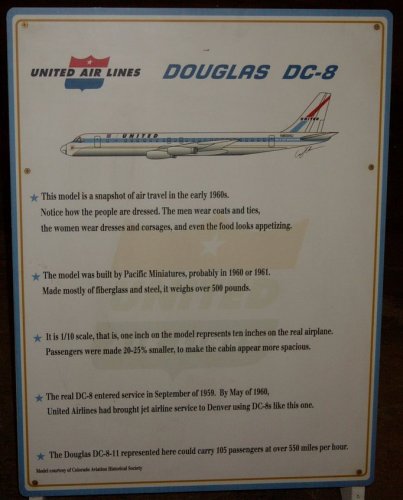 UNITED AIR LINES
DOUGLAS DC-8
UNITED
UNITED
This model is a snapshot of air travel in the early 1960s.
Notice how the people are dressed. The men wear coats and ties,
the women wear dresses and corsages, and even the food looks appetizing.
The model was built by Pacific Miniatures, probably in 1960 or 1961.
Made mostly of fiberglass and steel, it weighs over 500 pounds.
It is 1/10 scale, that is, one inch on the model represents ten inches on the real airplane.
Passengers were made 20-25% smaller, to make the cabin appear more spacious.
The real DC-8 entered service in September of 1959. By May of 1960,
United Airlines had brought jet airline service to Denver using DC-8s like this one.
The Douglas DC-8-11 represented here could carry 105 passengers at over 550 miles per hour.
Model courtesy of Colorado Aviation Historical Society